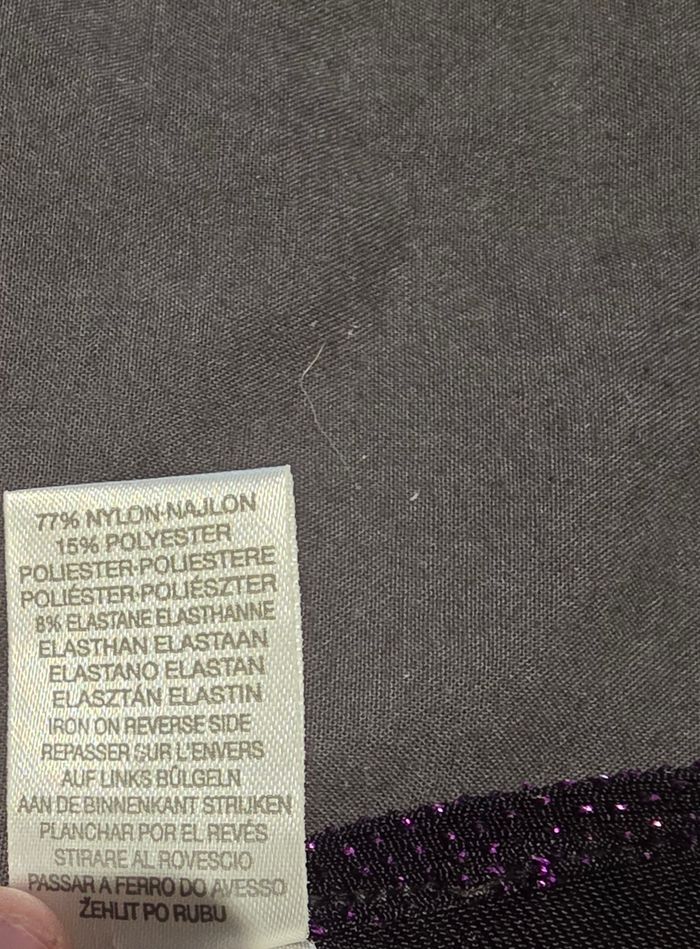 77% NYLON·NAJLON
15% POLYESTER
POLIESTER·POLIESTERE
POLIÉSTER·POLIÉSZTER
8% ELASTANE ELASTHANNE
ELASTHAN ELASTAAN
ELASTANO ELASTAN
ELASZTÁN ELASTIN
IRON ON REVERSE SIDE
REPASSER SUR L'ENVERS
AUF LINKS BÜLGELN
AAN DE BINNENKANT STRIJKEN
PLANCHAR POR EL REVÉS
STIRARE AL ROVESCIO
PASSAR A FERRO DO AVESSO
ŽEHLIT PO RUBU